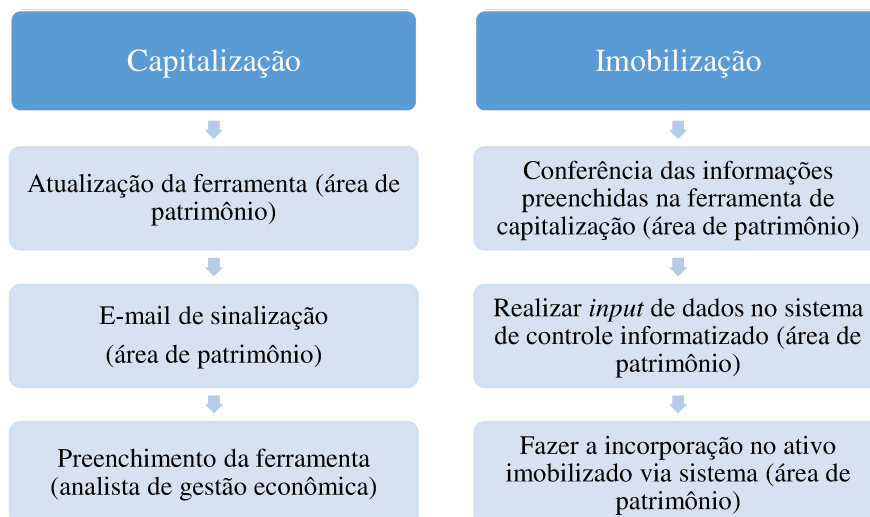 Capitalização
Atualização da ferramenta (área de
patrimônio)
E-mail de sinalização
(área de patrimônio)
Preenchimento da ferramenta
(analista de gestão econômica)
Imobilização
Conferência das informações
preenchidas na ferramenta de
capitalização (área de patrimônio)
Realizar input de dados no sistema
de controle informatizado (área de
patrimônio)
Fazer a incorporação no ativo
imobilizado via sistema (área de
patrimônio)